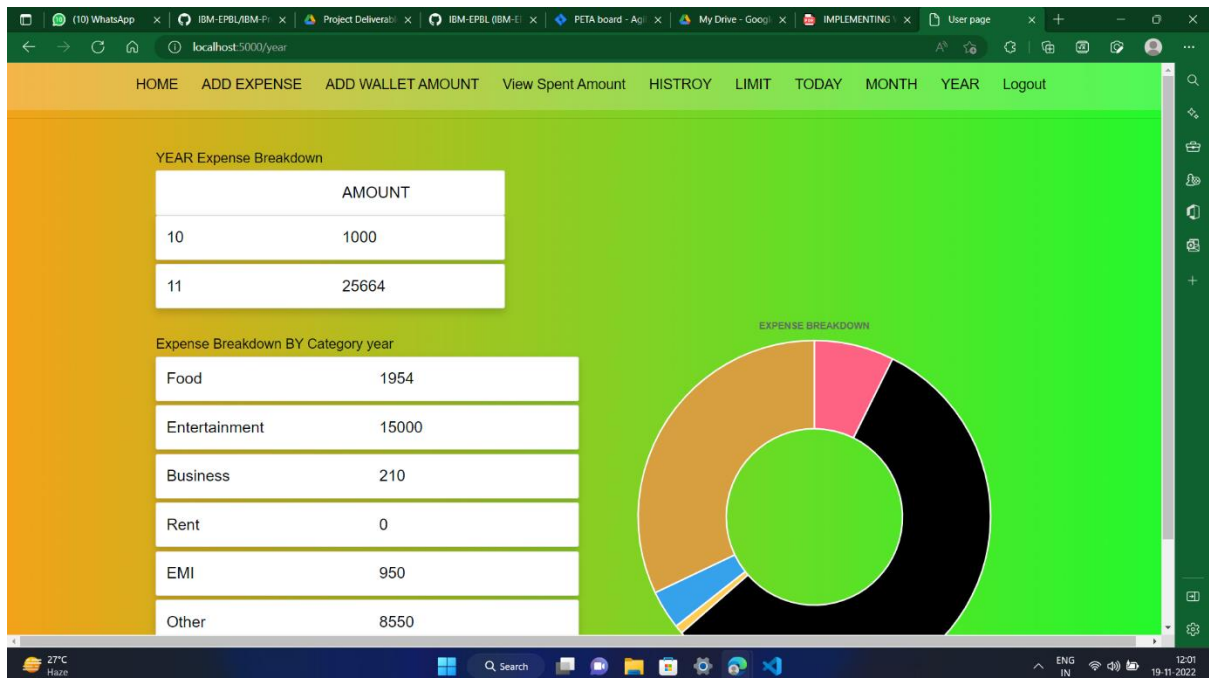 (10) WhatsApp
IBM-EPBL/IBM-Pr
Project Deliverabl
IBM-EPBL (IBM-E
PETA board - Agil
My Drive - Googl
IMPLEMENTING
User page
localhost:5000/year
HOME ADD EXPENSE ADD WALLET AMOUNT View Spent Amount HISTROY LIMIT TODAY MONTH YEAR Logout
YEAR Expense Breakdown
AMOUNT
10 1000
11 25664
Expense Breakdown BY Category year
Food 1954
Entertainment 15000
Business 210
Rent 0
EMI 950
Other 8550
EXPENSE BREAKDOWN
27°C
Haze
Search
ENG
IN
12:01
19-11-2022